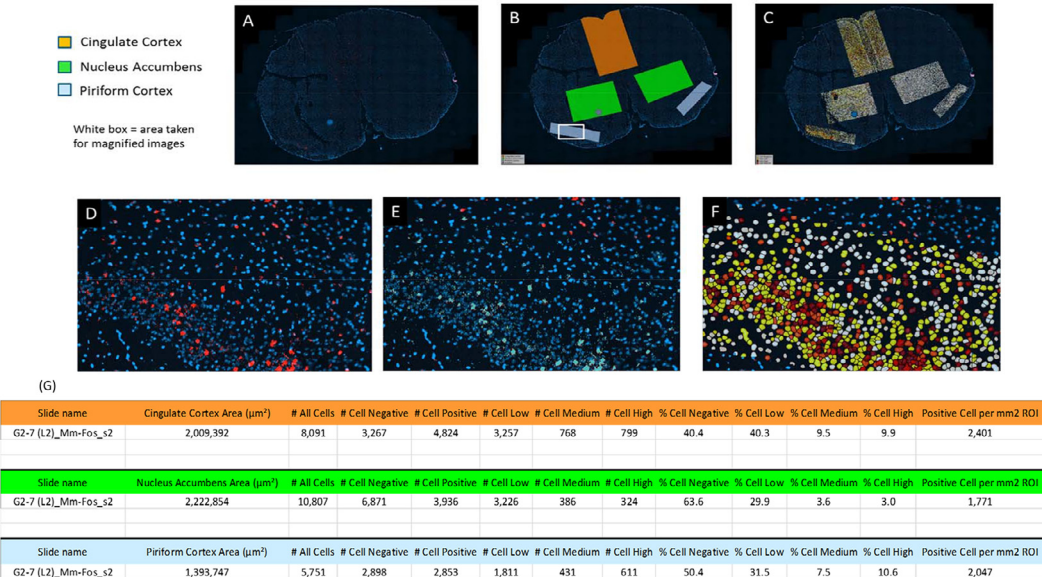 A
B
C
Cingulate Cortex
Nucleus Accumbens
Piriform Cortex
White box = area taken
for magnified images
D
E
F
(G)
Slide name Cingulate Cortex Area (μm²) # All Cells # Cell Negative # Cell Positive # Cell Low # Cell Medium # Cell High % Cell Negative % Cell Low % Cell Medium % Cell High Positive Cell per mm2 ROI
G2-7 (L2)_Mm-Fos_s2 2,009,392 8,091 3,267 4,824 3,257 768 799 40.4 40.3 9.5 9.9 2,401
Slide name Nucleus Accumbens Area (μm²) # All Cells # Cell Negative # Cell Positive # Cell Low # Cell Medium # Cell High % Cell Negative % Cell Low % Cell Medium % Cell High Positive Cell per mm2 ROI
G2-7 (L2)_Mm-Fos_s2 2,222,854 10,807 6,871 3,936 3,226 386 324 63.6 29.9 3.6 3.0 1,771
Slide name Piriform Cortex Area (μm²) # All Cells # Cell Negative # Cell Positive # Cell Low # Cell Medium # Cell High % Cell Negative % Cell Low % Cell Medium % Cell High Positive Cell per mm2 ROI
G2-7 (L2)_Mm-Fos_s2 1,393,747 5,751 2,898 2,853 1,811 431 611 50.4 31.5 7.5 10.6 2,047